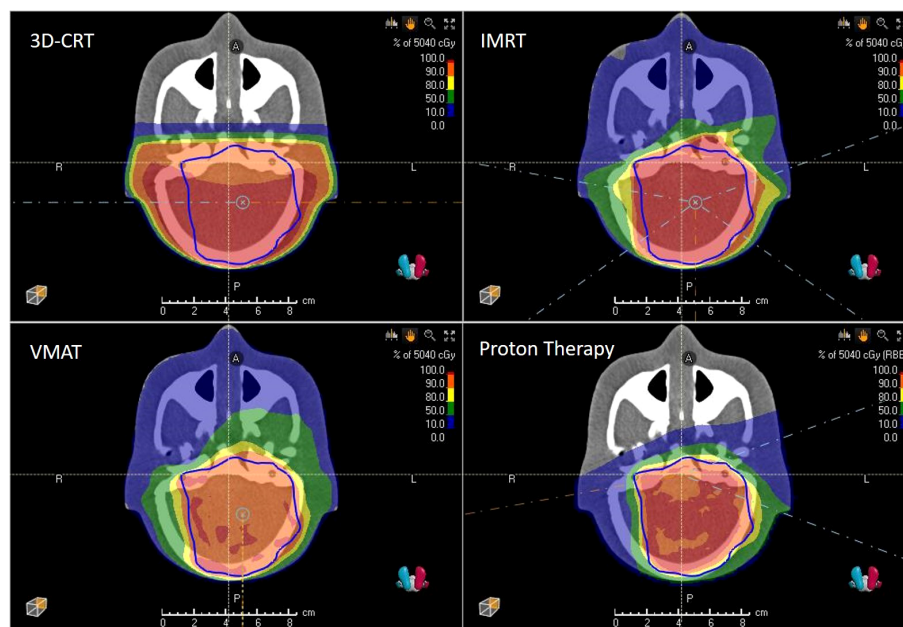 3D-CRT
A
% of 5040 cGy
100.0
90.0
80.0
50.0
10.0
0.0
R
L
P
0 2 4 6 8 cm
IMRT
A
% of 5040 cG
100.0
90.0
80.0
50.0
10.0
0.0
R
L
P
0 2 4 6 8 cm
VMAT
A
% of 5040 cGy
100.0
90.0
80.0
50.0
10.0
0.0
R
L
P
0 2 4 6 8 cm
Proton Therapy
A
% of 5040 cGy (RBE
100.0
90.0
80.0
50.0
10.0
0.0
R
L
P
0 2 4 6 8 cm